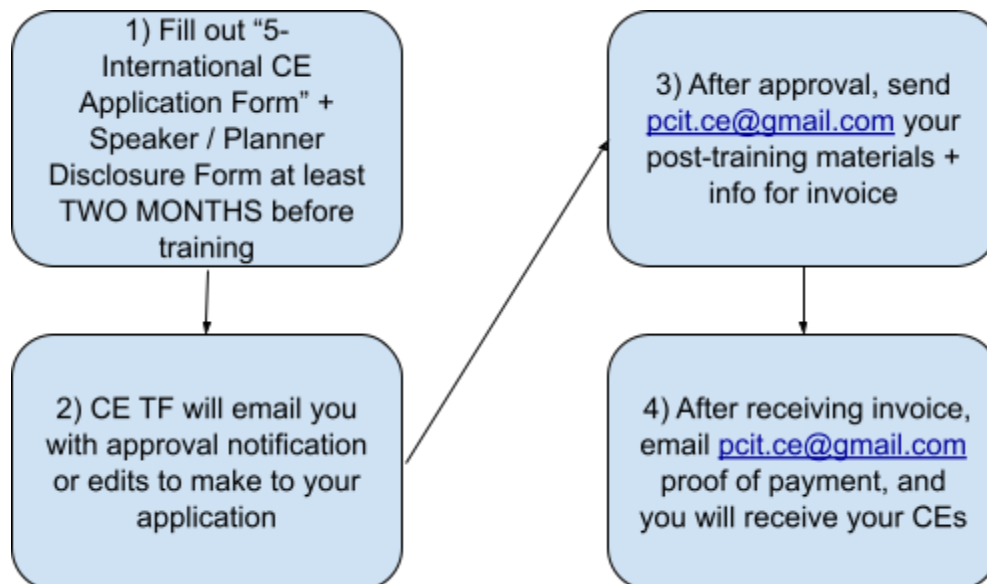 1) Fill out “5-
International CE
Application Form” +
Speaker / Planner
Disclosure Form at least
TWO MONTHS before
training
2) CE TF will email you
with approval notification
or edits to make to your
application
3) After approval, send
pcit.ce@gmail.com your
post-training materials +
info for invoice
4) After receiving invoice,
email pcit.ce@gmail.com
proof of payment, and
you will receive your CEs